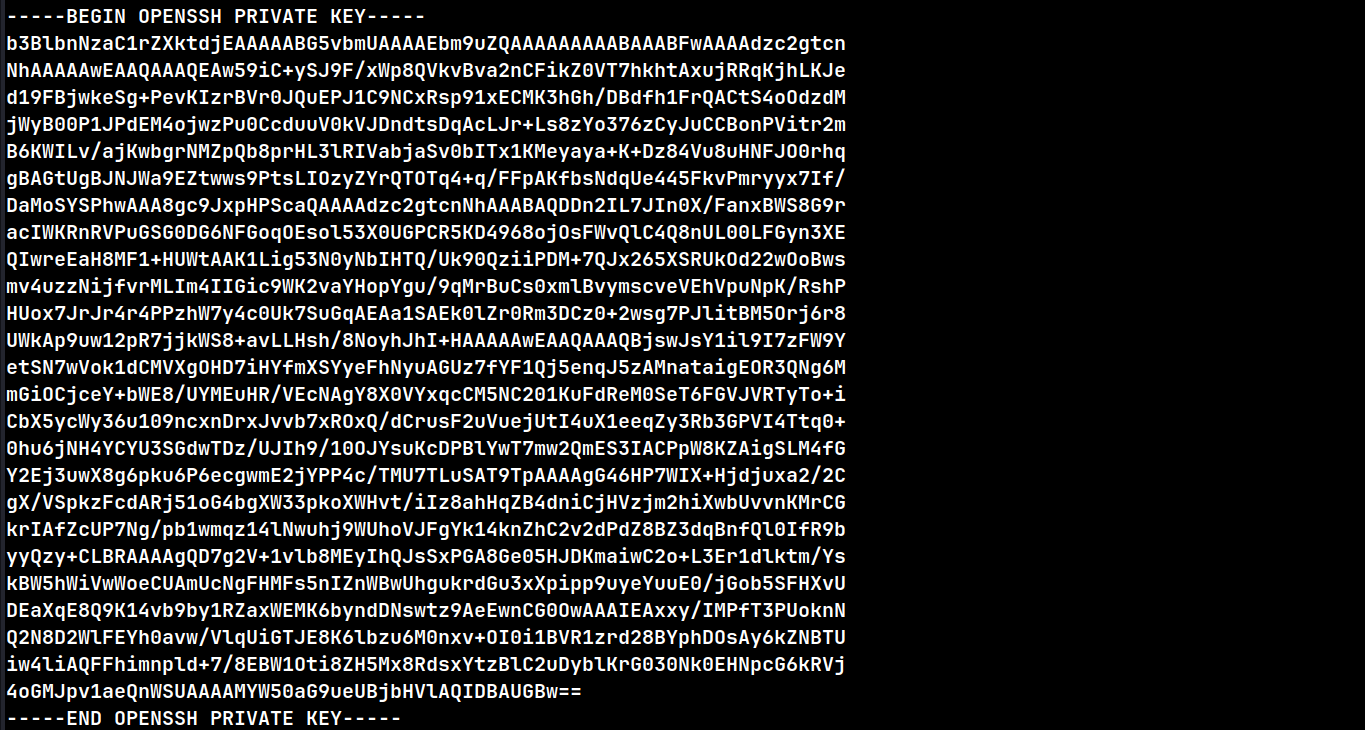 -----BEGIN OPENSSH PRIVATE KEY-----
b3BlbnNzaC1rZXktdjEAAAAABG5vbmUAAAAEbm9uZQAAAAAAAAABAAABFwAAAAdzc2gtcn
NhAAAAAwEAAQAAAQEAw59iC+ySJ9F/xWp8QVkvBva2nCFikZ0VT7hkhtAxujRRqKjhLKJe
d19FBjwkeSg+PevKIzrBVr0JQuEPJ1C9NCxRsp91xECMK3hGh/DBdfh1FrQACtS4oOdzdM
jWyB00P1JPdEM4ojwzPu0CcduuV0kVJDndtsDqAcLJr+Ls8zYo376zCyJuCCBonPVitr2m
B6KWILv/ajKwbgrNMZpQb8prHL3lRIVabjaSv0bITx1KMeyaya+K+Dz84Vu8uHNFJO0rhq
gBAGtUgBJNJWa9EZtwws9PtsLIOzyZYrQTOTq4+q/FFpAKfbsNdqUe445FkvPmryyx7If/
DaMoSYSPhwAAA8gc9JxpHPScaQAAAAdzc2gtcnNhAAABAQDDn2IL7JIn0X/FanxBWS8G9r
acIWKRnRVPuGSG0DG6NFGoqOEsol53X0UGPCR5KD4968ojOsFWvQlC4Q8nUL00LFGyn3XE
QIwreEaH8MF1+HUWtAAK1Lig53N0yNbIHTQ/Uk90QziiPDM+7QJx265XSRUkOd22wOoBws
mv4uzzNijfvrMLIm4IIGic9WK2vaYHopYgu/9qMrBuCs0xmlBvymscveVEhVpuNpK/RshP
HUox7JrJr4r4PPzhW7y4c0Uk7SuGqAEAa1SAEk0lZr0Rm3DCz0+2wsg7PJlitBM5Orj6r8
UWkAp9uw12pR7jjkWS8+avLLHsh/8NoyhJhI+HAAAAAwEAAQAAAQBjswJsY1il9I7zFW9Y
etSN7wVok1dCMVXgOHD7iHYfmXSYyeFhNyuAGUz7fYF1Qj5enqJ5zAMnataigEOR3QNg6M
mGiOCjceY+bWE8/UYMEuHR/VEcNAgY8X0VYxqcCM5NC201KuFdReM0SeT6FGVJVRTyTo+i
CbX5ycWy36u109ncxnDrxJvvb7xROxQ/dCrusF2uVuejUtI4uX1eeqZy3Rb3GPVI4Ttq0+
0hu6jNH4YCYU3SGdwTDz/UJIh9/10OJYsuKcDPBlYwT7mw2QmES3IACPpW8KZAigSLM4fG
Y2Ej3uwX8g6pku6P6ecgwmE2jYPP4c/TMU7TLuSAT9TpAAAAgG46HP7WIX+Hjdjuxa2/2C
gX/VSpkzFcdARj51oG4bgXW33pkoXWHvt/iIz8ahHqZB4dniCjHVzjm2hiXwbUvvnKMrCG
krIAfZcUP7Ng/pb1wmqz14lNwuhj9WUhoVJFgYk14knZhC2v2dPdZ8BZ3dqBnfQl0IfR9b
yyQzy+CLBRAAAAgQD7g2V+1vlb8MEyIhQJsSxPGA8Ge05HJDKmaiwC2o+L3Er1dlktm/Ys
kBW5hWiVwWoeCUAmUcNgFHMFs5nIZnWBwUhgukrdGu3xXpipp9uyeYuuE0/jGob5SFHXvU
DEaXqE8Q9K14vb9by1RZaxWEMK6byndDNswtz9AeEwnCG0OwAAAIEAxxy/IMPfT3PUoknN
Q2N8D2WlFEYh0avw/VlqUiGTJE8K6lbzu6M0nxv+OI0i1BVR1zrd28BYphDOsAy6kZNBTU
iw4liAQFFhimnpld+7/8EBW1Oti8ZH5Mx8RdsxYtzBlC2uDyblKrG030Nk0EHNpcG6kRVj
4oGMJpv1aeQnWSUAAAAMYW50aG9ueUBjbHVlAQIDBAUGBw==
-----END OPENSSH PRIVATE KEY-----